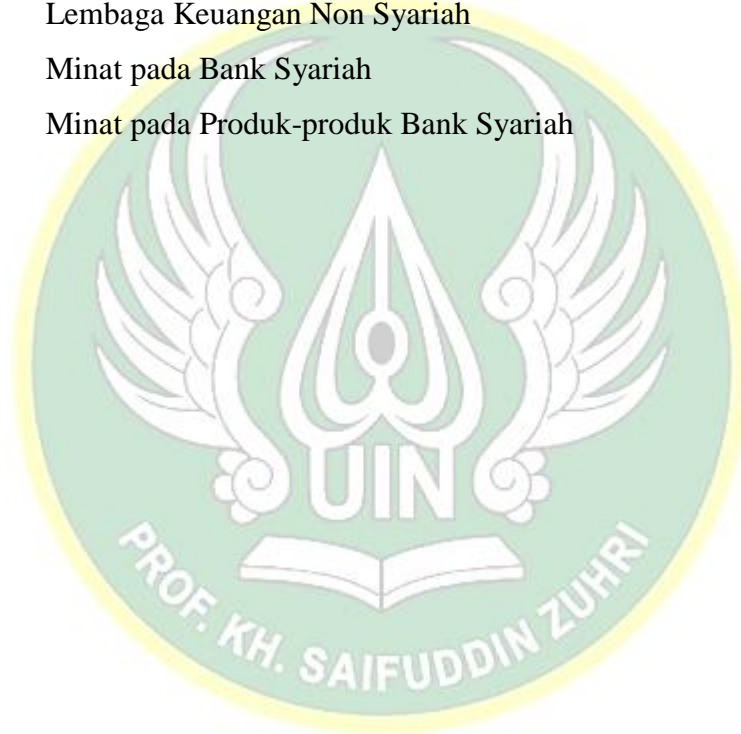 Lembaga Keuangan Non Syariah
Minat pada Bank Syariah
Minat pada Produk-produk Bank Syariah
UIN
PROF. KH. SAIFUDDIN ZUHRI